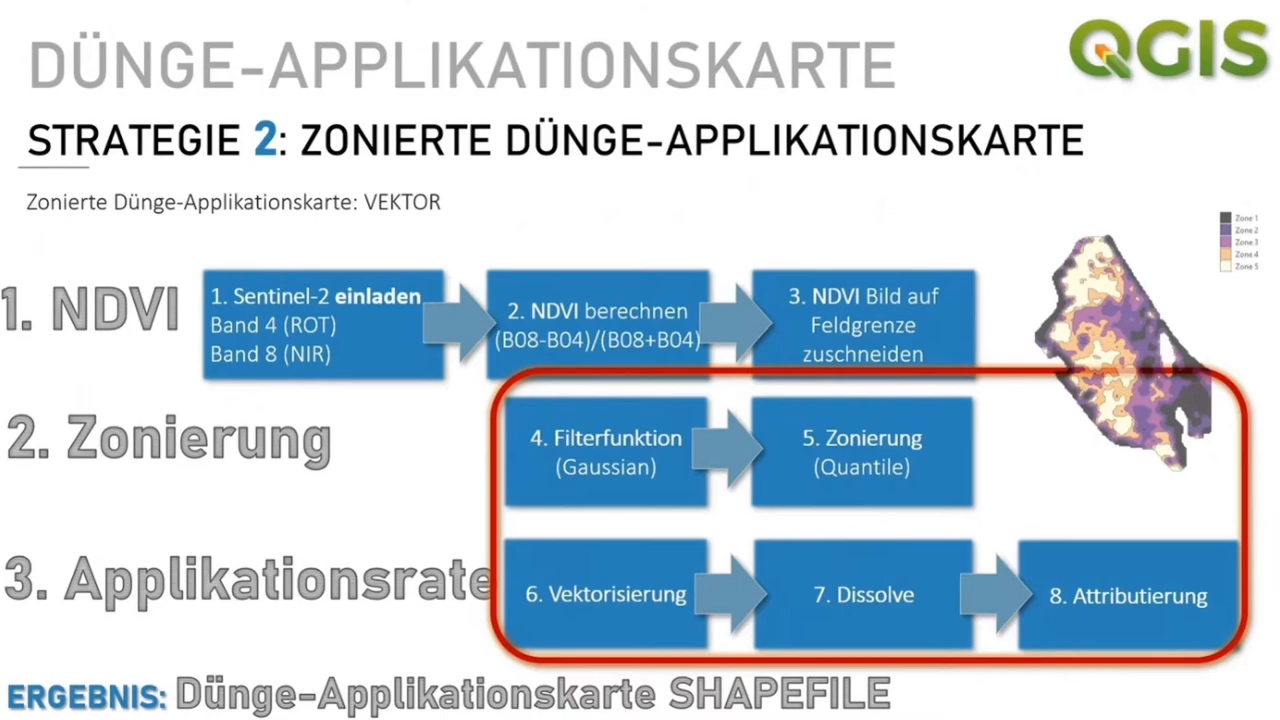 DÜNGE-APPLIKATIONSKARTE
QGIS
STRATEGIE 2: ZONIERTE DÜNGE-APPLIKATIONSKARTE
Zonierte Dünge-Applikationskarte: VEKTOR
Zone 1
Zone 2
Zone 3
Zone 4
Zone 5
1. NDVI
1. Sentinel-2 einladen
Band 4 (ROT)
Band 8 (NIR)
2. NDVI berechnen
(B08-B04)/(B08+B04)
3. NDVI Bild auf
Feldgrenze
zuschneiden
2. Zonierung
4. Filterfunktion
(Gaussian)
5. Zonierung
(Quantile)
3. Applikationsrate
6. Vektorisierung
7. Dissolve
8. Attributierung
ERGEBNIS: Dünge-Applikationskarte SHAPEFILE